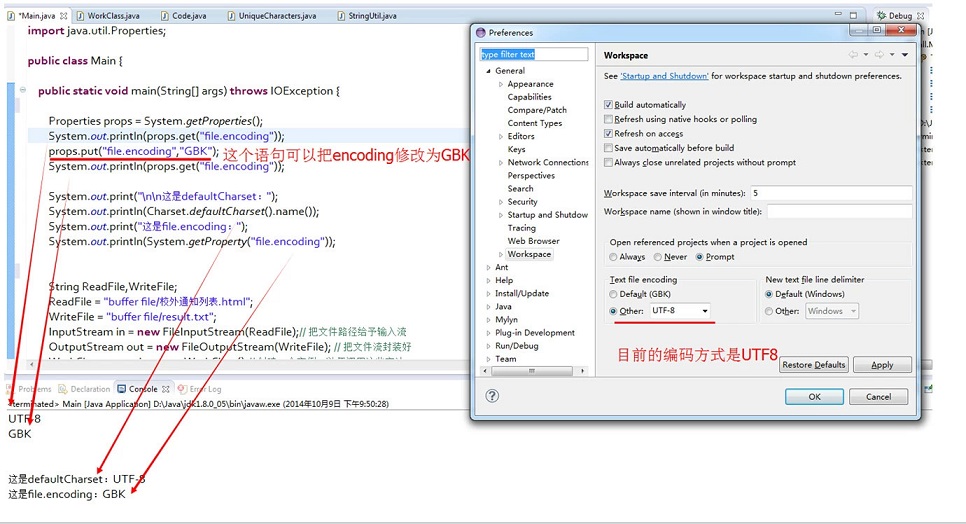 *Main.java
WorkClass.java
Code.java
UniqueCharacters.java
StringUtil.java
Debug
import java.util.Properties;
public class Main {
public static void main(String[] args) throws IOException {
Properties props = System.getProperties();
System.out.println(props.get("file.encoding"));
props.put("file.encoding","GBK");
这个语句可以把encoding修改为GBK
System.out.println(props.get("file.encoding"));
System.out.print("\n\n这是defaultCharset：");
System.out.println(Charset.defaultCharset().name());
System.out.print("这是file.encoding：");
System.out.println(System.getProperty("file.encoding"));
String ReadFile,WriteFile;
ReadFile = "buffer file/校外通知列表.html";
WriteFile = "buffer file/result.txt";
InputStream in = new FileInputStream(ReadFile);// 把文件路径给予输入流
OutputStream out = new FileOutputStream(WriteFile); // 把文件流封装好
Problems
Declaration
Console
Error Log
<terminated> Main [Java Application] D:\Java\jdk1.8.0_05\bin\javaw.exe (2014年10月9日 下午9:50:28)
UTF-8
GBK
这是defaultCharset：UTF-8
这是file.encoding：GBK
Preferences
type filter text
General
Appearance
Capabilities
Compare/Patch
Content Types
Editors
Keys
Network Connections
Perspectives
Search
Security
Startup and Shutdow
Tracing
Web Browser
Workspace
Ant
Help
Install/Update
Java
Mylyn
Plug-in Development
Run/Debug
Team
Workspace
See 'Startup and Shutdown' for workspace startup and shutdown preferences.
Build automatically
Refresh using native hooks or polling
Refresh on access
Save automatically before build
Always close unrelated projects without prompt
Workspace save interval (in minutes): 5
Workspace name (shown in window title):
Open referenced projects when a project is opened
Always Never Prompt
Text file encoding
Default (GBK)
Other: UTF-8
New text file line delimiter
Default (Windows)
Other: Windows
目前的编码方式是UTF8
Restore Defaults
Apply
OK
Cancel